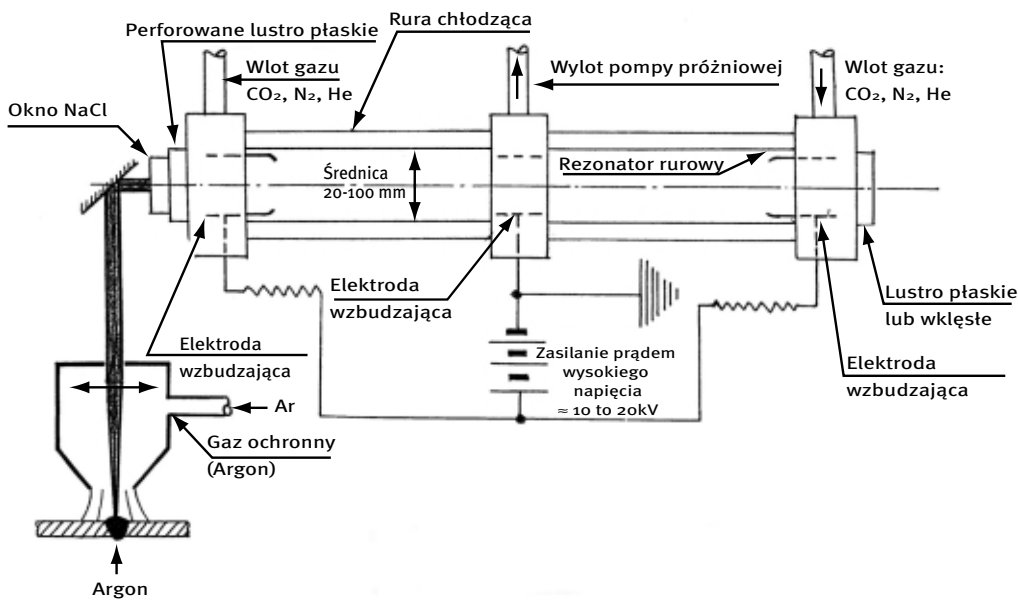 Rura chłodząca
Perforowane lustro płaskie
Wlot gazu
CO₂, N₂, He
Wylot pompy próżniowej
Wlot gazu:
CO₂, N₂, He
Okno NaCl
Rezonator rurowy
Średnica
20-100 mm
Elektroda
wzbudzająca
Lustro płaskie
lub wklęsłe
Elektroda
wzbudzająca
Zasilanie prądem
wysokiego
napięcia
≈ 10 to 20kV
Elektroda
wzbudzająca
Ar
Gaz ochronny
(Argon)
Argon